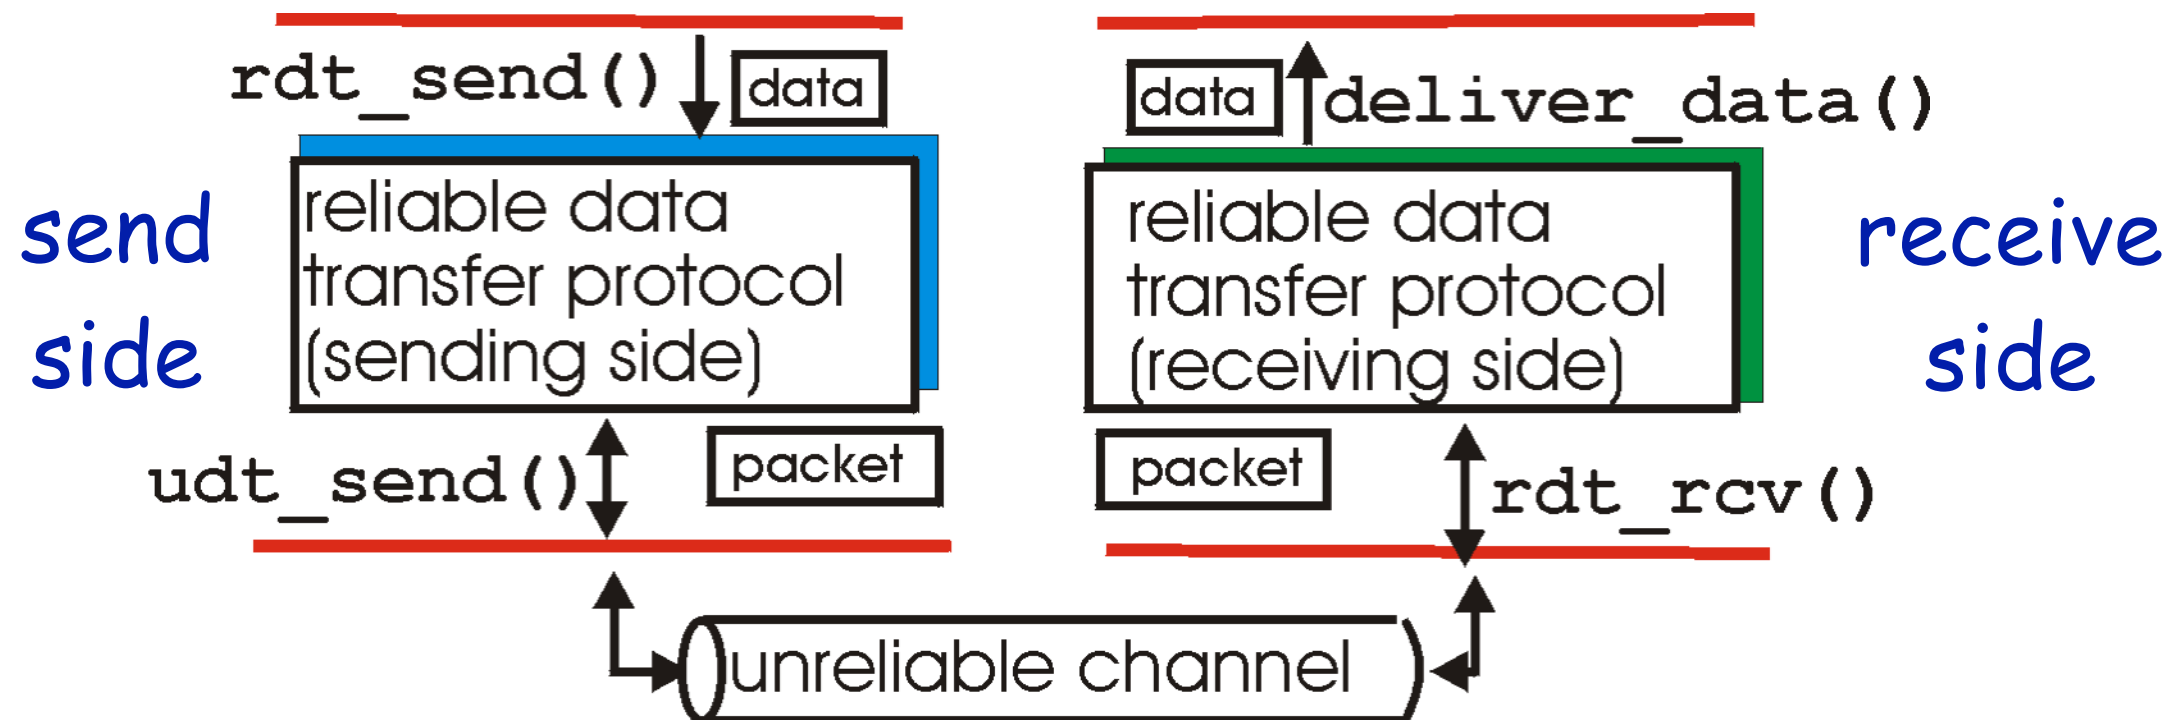 rdt_send()
data
data
deliver_data()
send
side
reliable data
transfer protocol
(sending side)
reliable data
transfer protocol
(receiving side)
receive
side
udt_send()
packet
packet
rdt_rcv()
unreliable channel